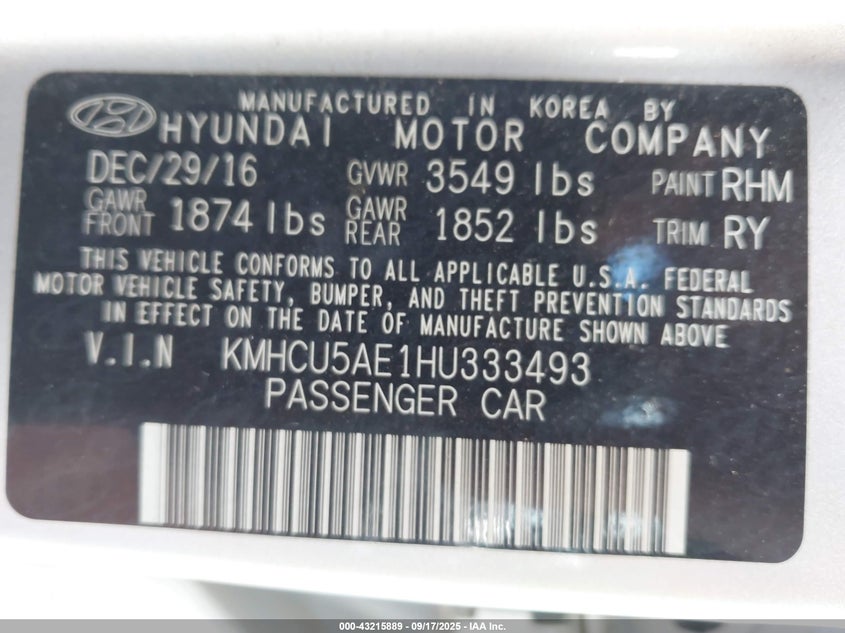 MANUFACTURED IN KOREA BY
HYUNDAI MOTOR COMPANY
DEC/29/16 GVWR 3549 lbs PAINT RHM
GAWR FRONT 1874 lbs GAWR REAR 1852 lbs TRIM RY
THIS VEHICLE CONFORMS TO ALL APPLICABLE U.S.A. FEDERAL
MOTOR VEHICLE SAFETY, BUMPER, AND THEFT PREVENTION STANDARDS
IN EFFECT ON THE DATE OF MANUFACTURE SHOWN ABOVE
V.I.N KMHCU5AE1HU333493
PASSENGER CAR
000-43215889 - 09/17/2025 - IAA Inc.